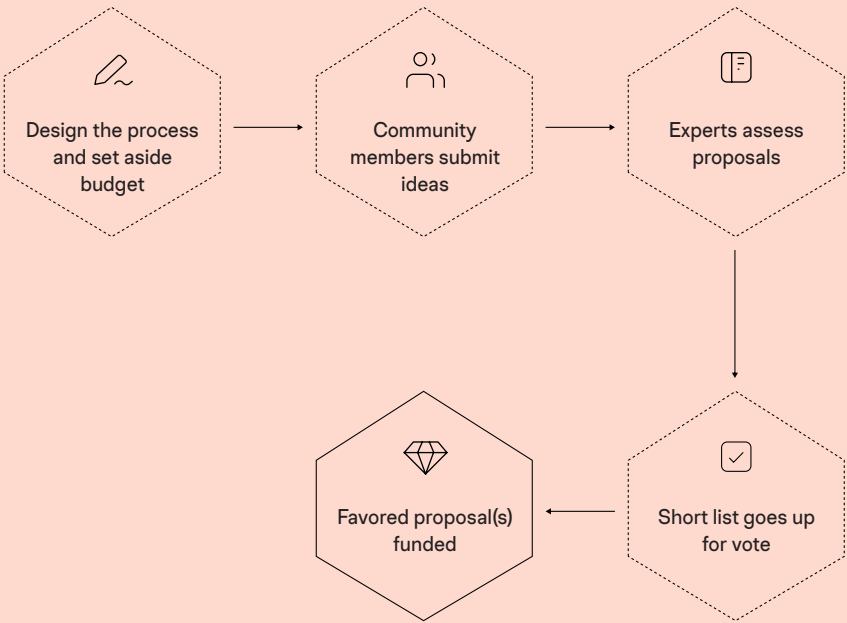 Design the process
and set aside
budget
Community
members submit
ideas
Experts assess
proposals
Short list goes up
for vote
Favored proposal(s)
funded